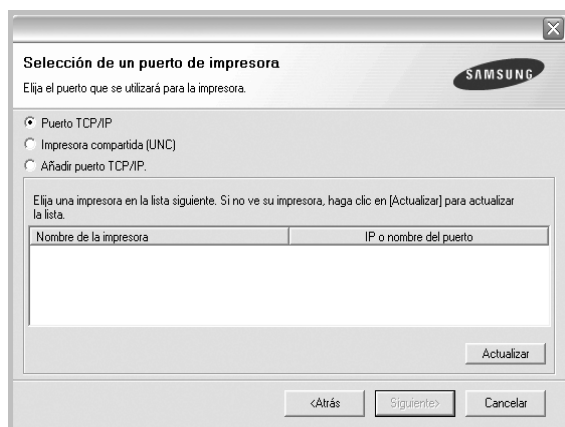 Selección de un puerto de impresora
Elija el puerto que se utilizará para la impresora.
SAMSUNG
Puerto TCP/IP
Impresora compartida (UNC)
Añadir puerto TCP/IP.
Elija una impresora en la lista siguiente. Si no ve su impresora, haga clic en [Actualizar] para actualizar
la lista.
Nombre de la impresora IP o nombre del puerto
Actualizar
<Atrás Siguiente> Cancelar